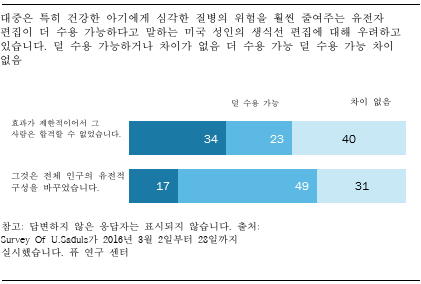 대중은 특히 건강한 아기에게 심각한 질병의 위험을 훨씬 줄여주는 유전자
편집이 더 수용 가능하다고 말하는 미국 성인의 생식선 편집에 대해 우려하고
있습니다. 덜 수용 가능하거나 차이가 없음 더 수용 가능 덜 수용 가능 차이
없음
덜 수용 가능
차이 없음
효과가 제한적이어서 그
사람은 합격할 수 없었습니다.
34
23
40
그것은 전체 인구의 유전적
구성을 바꾸었습니다.
17
49
31
참고: 답변하지 않은 응답자는 표시되지 않습니다. 출처:
Survey Of U.Saduls가 2016년 3월 2일부터 28일까지
실시했습니다. 퓨 연구 센터